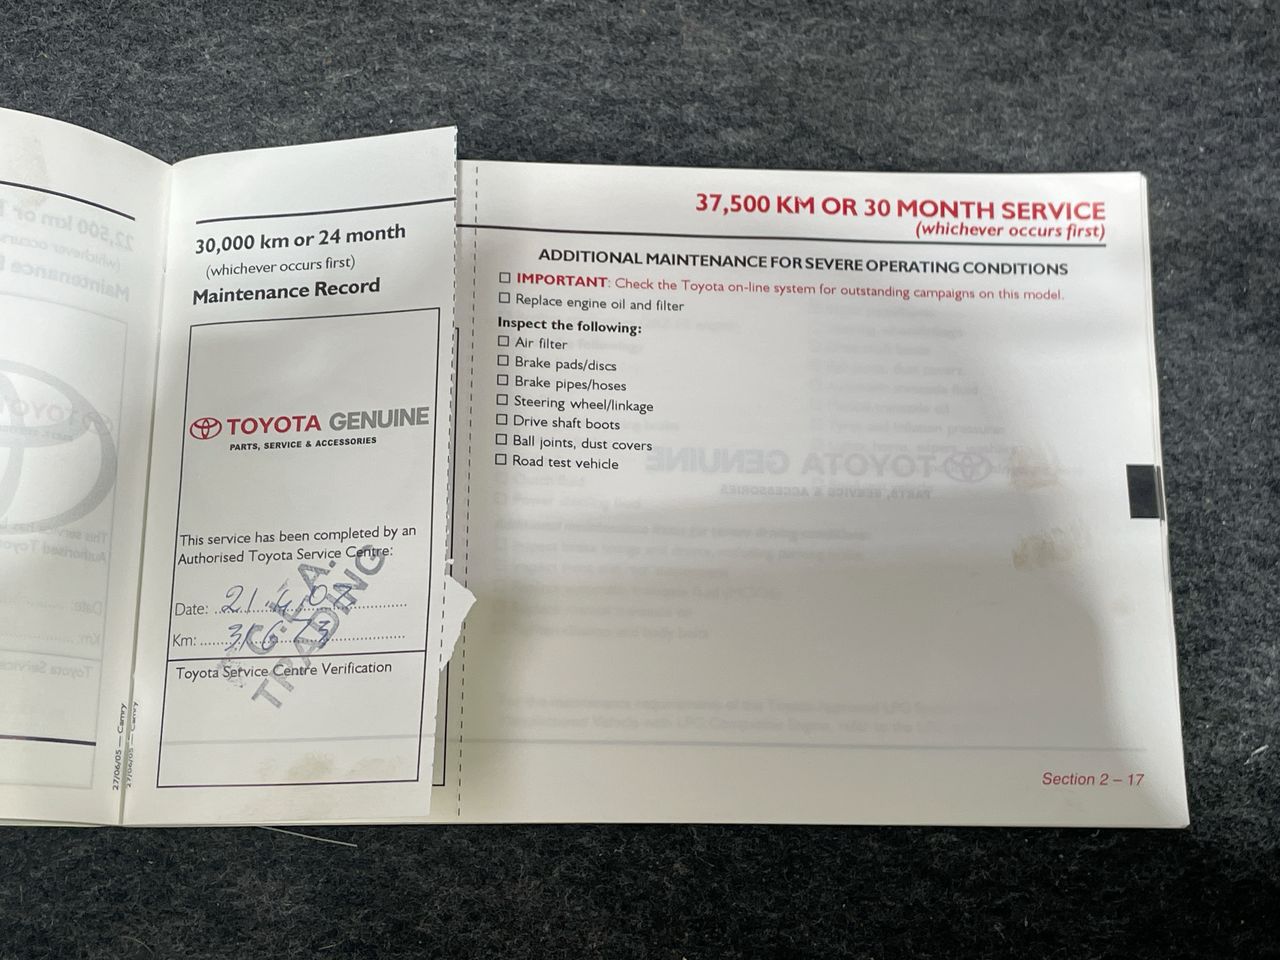 30,000 km or 24 month
(whichever occurs first)
Maintenance Record
TOYOTA GENUINE
PARTS, SERVICE & ACCESSORIES
This service has been completed by an
Authorised Toyota Service Centre:
Date:
Km:
TRADING
Toyota Service Centre Verification
27/06/05 — Camry
27/06/05 — Camry
37,500 KM OR 30 MONTH SERVICE
(whichever occurs first)
ADDITIONAL MAINTENANCE FOR SEVERE OPERATING CONDITIONS
☐ IMPORTANT: Check the Toyota on-line system for outstanding campaigns on this model.
☐ Replace engine oil and filter
Inspect the following:
☐ Air filter
☐ Brake pads/discs
☐ Brake pipes/hoses
☐ Steering wheel/linkage
☐ Drive shaft boots
☐ Ball joints, dust covers
☐ Road test vehicle
Section 2 – 17